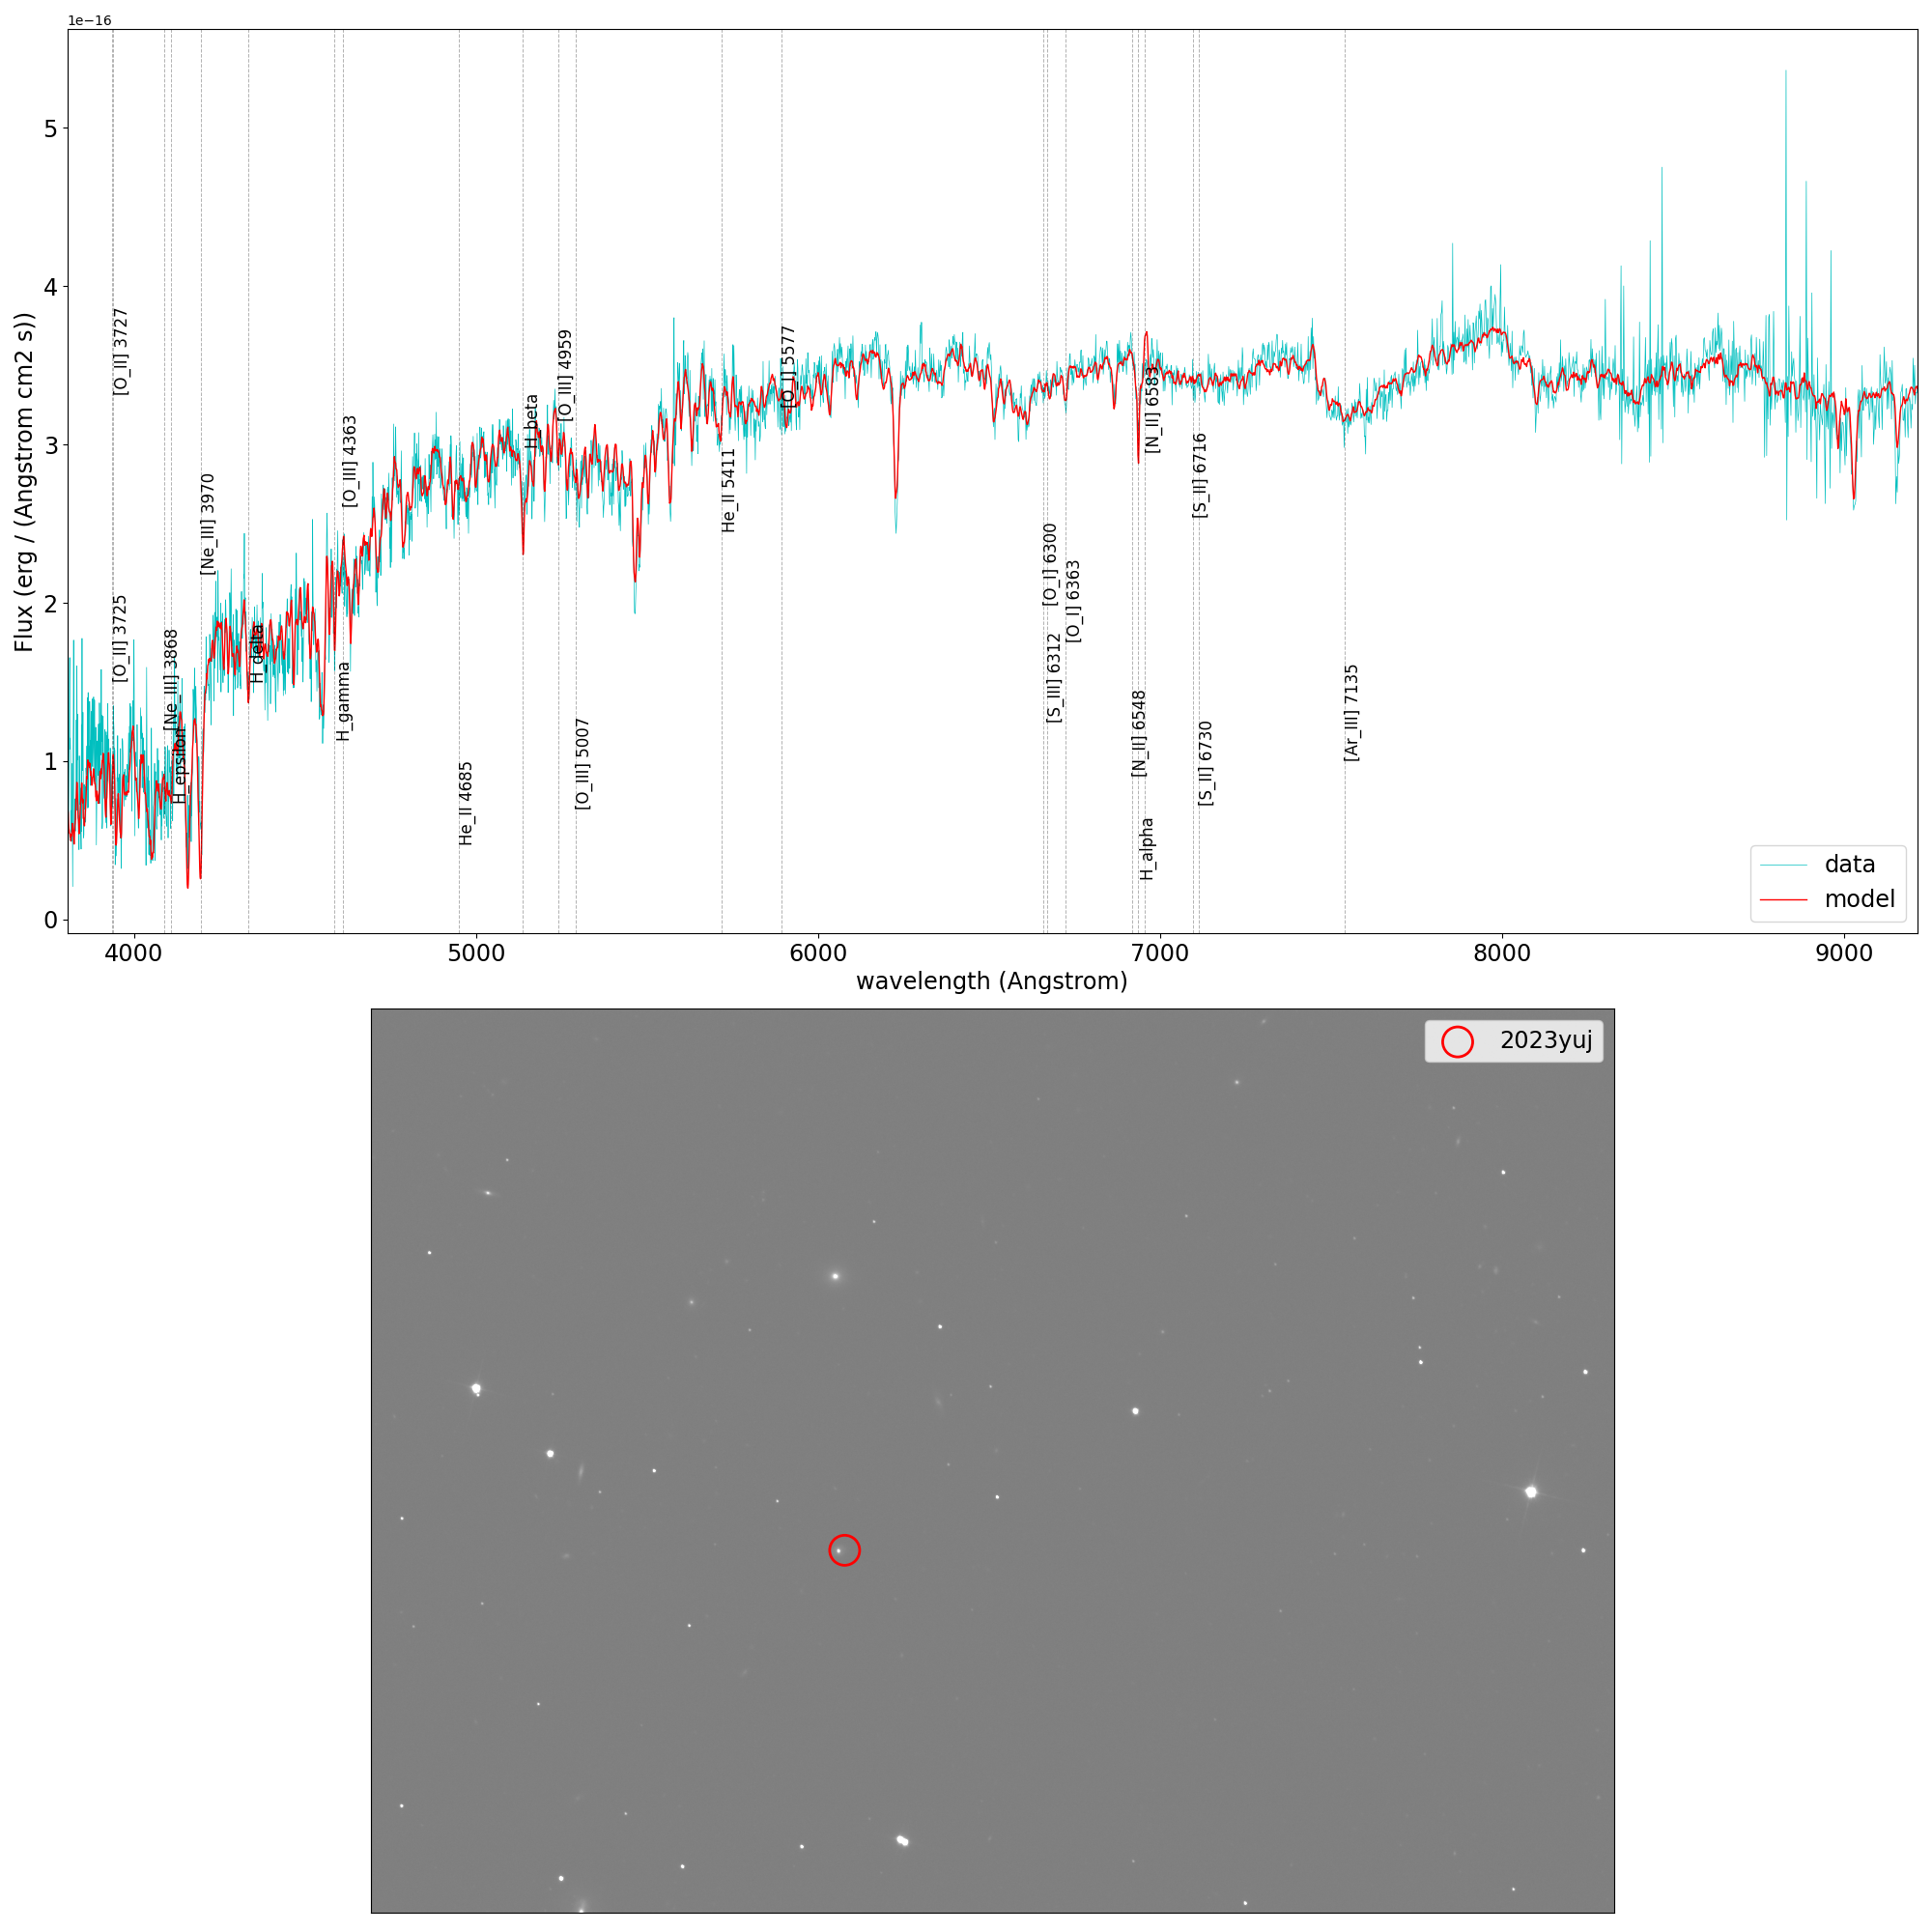 1e−16
Flux (erg / (Angstrom cm2 s))
5
4
3
2
1
0
[O_II] 3727
[O_II] 3725
[Ne_III] 3868
H_epsilon
[Ne_III] 3970
H_delta
H_gamma
[O_III] 4363
He_II 4685
H_beta
[O_III] 4959
[O_III] 5007
He_II 5411
[O_I] 5577
[O_I] 6300
[S_III] 6312
[O_I] 6363
[N_II] 6548
H_alpha
[N_II] 6583
[S_II] 6716
[S_II] 6730
[Ar_III] 7135
data
model
4000 5000 6000 7000 8000 9000
wavelength (Angstrom)
2023yuj